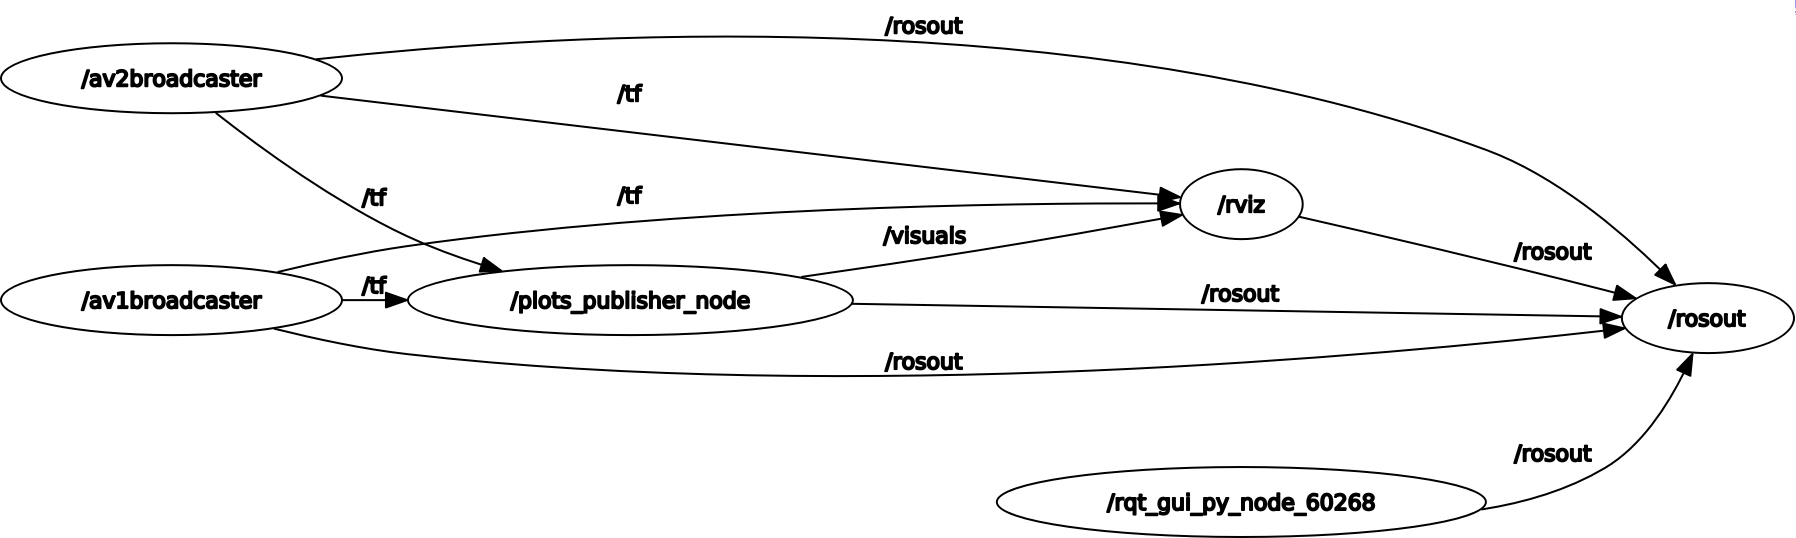 /rosout
/av2broadcaster
/tf
/tf
/tf
/rviz
/visuals
/rosout
/tf
/av1broadcaster
/plots_publisher_node
/rosout
/rosout
/rosout
/rosout
/rqt_gui_py_node_60268